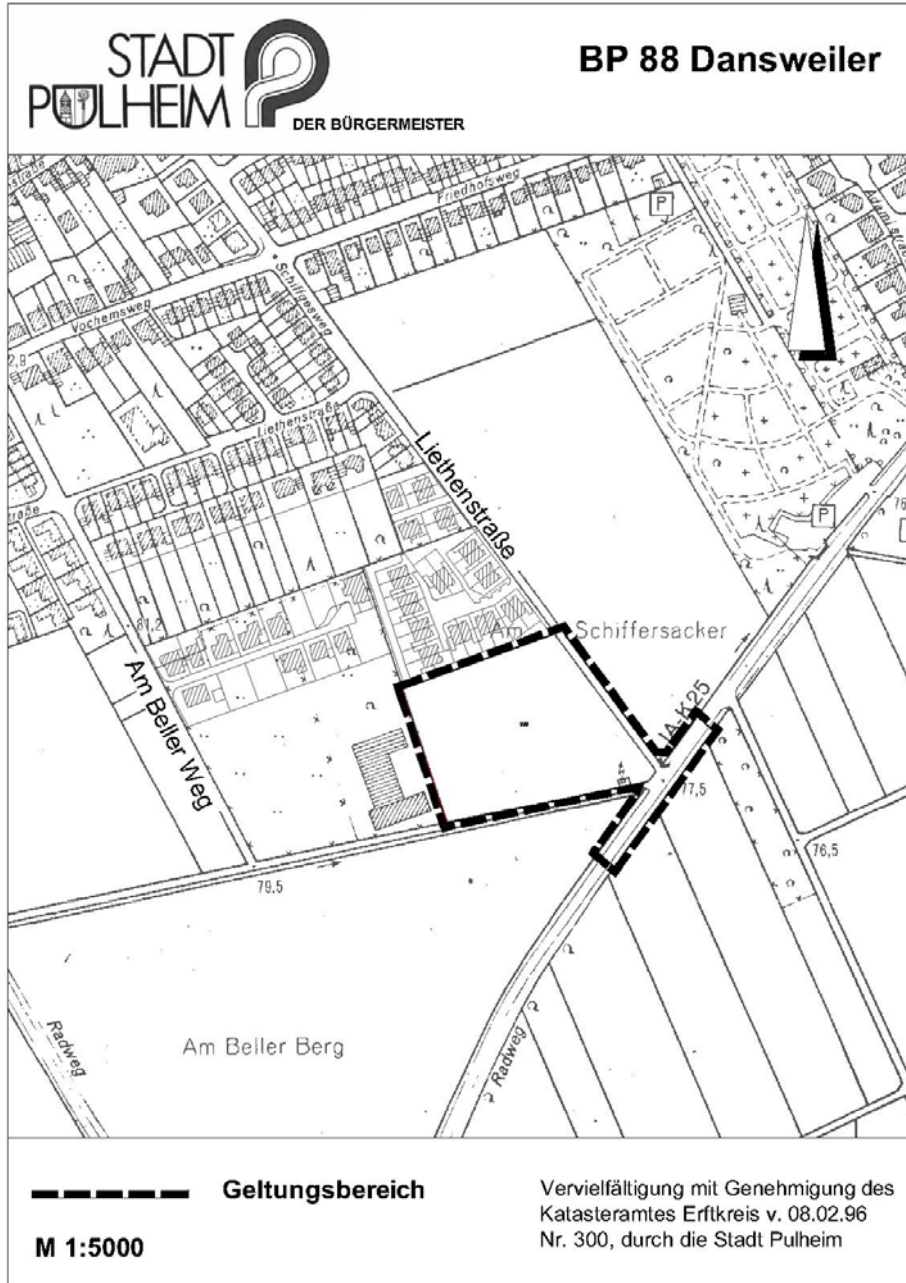 STADT
PULHEIM
DER BÜRGERMEISTER
BP 88 Dansweiler
Friedhofsweg
P
Schiffgesweg
Vochemsweg
Liethenstraße
Liethenstraße
P
81,2
Am Schiffersacker
Am Beller Weg
IA-K25
77,5
76,5
79.5
Radweg
Am Beller Berg
Radweg
Geltungsbereich
M 1:5000
Vervielfältigung mit Genehmigung des
Katasteramtes Erftkreis v. 08.02.96
Nr. 300, durch die Stadt Pulheim